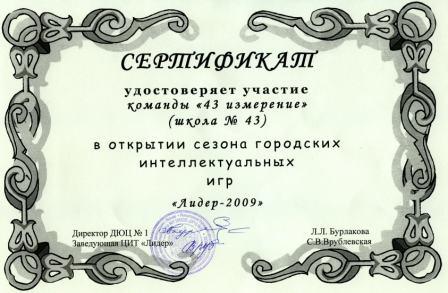 СЕРТИФИКАТ
удостоверяет участие
команды «43 измерение»
(школа № 43)
в открытии сезона городских
интеллектуальных
игр
«Лидер-2009»
Директор ДЮЦ № 1 Л.Л. Бурлакова
Заведующая ЦИТ «Лидер» С.В.Врублевская